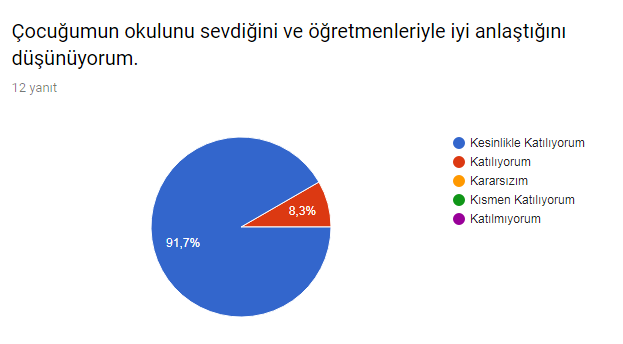 Çocuğumun okulunu sevdiğini ve öğretmenleriyle iyi anlaştığını
düşünüyorum.
12 yanıt
Kesinlikle Katılıyorum
Katılıyorum
Kararsızım
Kısmen Katılıyorum
Katılmıyorum
8,3%
91,7%